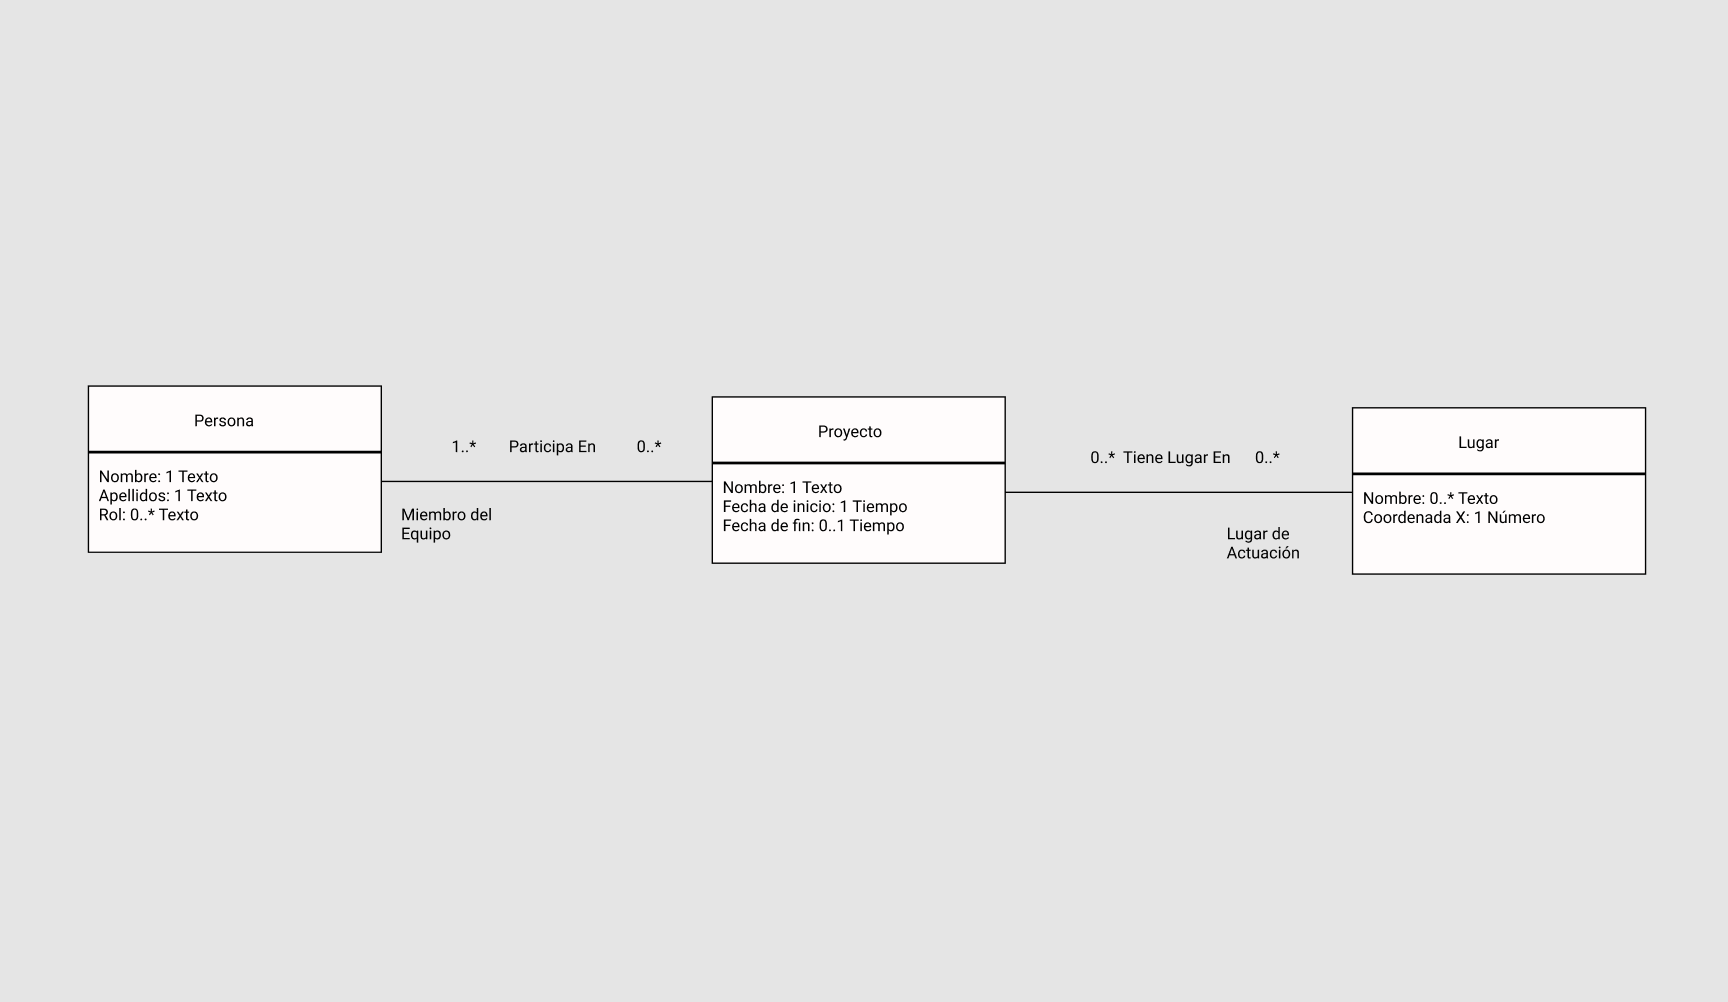 Persona
Nombre: 1 Texto
Apellidos: 1 Texto
Rol: 0..* Texto
1..* Participa En 0..*
Miembro del
Equipo
Proyecto
Nombre: 1 Texto
Fecha de inicio: 1 Tiempo
Fecha de fin: 0..1 Tiempo
0..* Tiene Lugar En 0..*
Lugar de
Actuación
Lugar
Nombre: 0..* Texto
Coordenada X: 1 Número